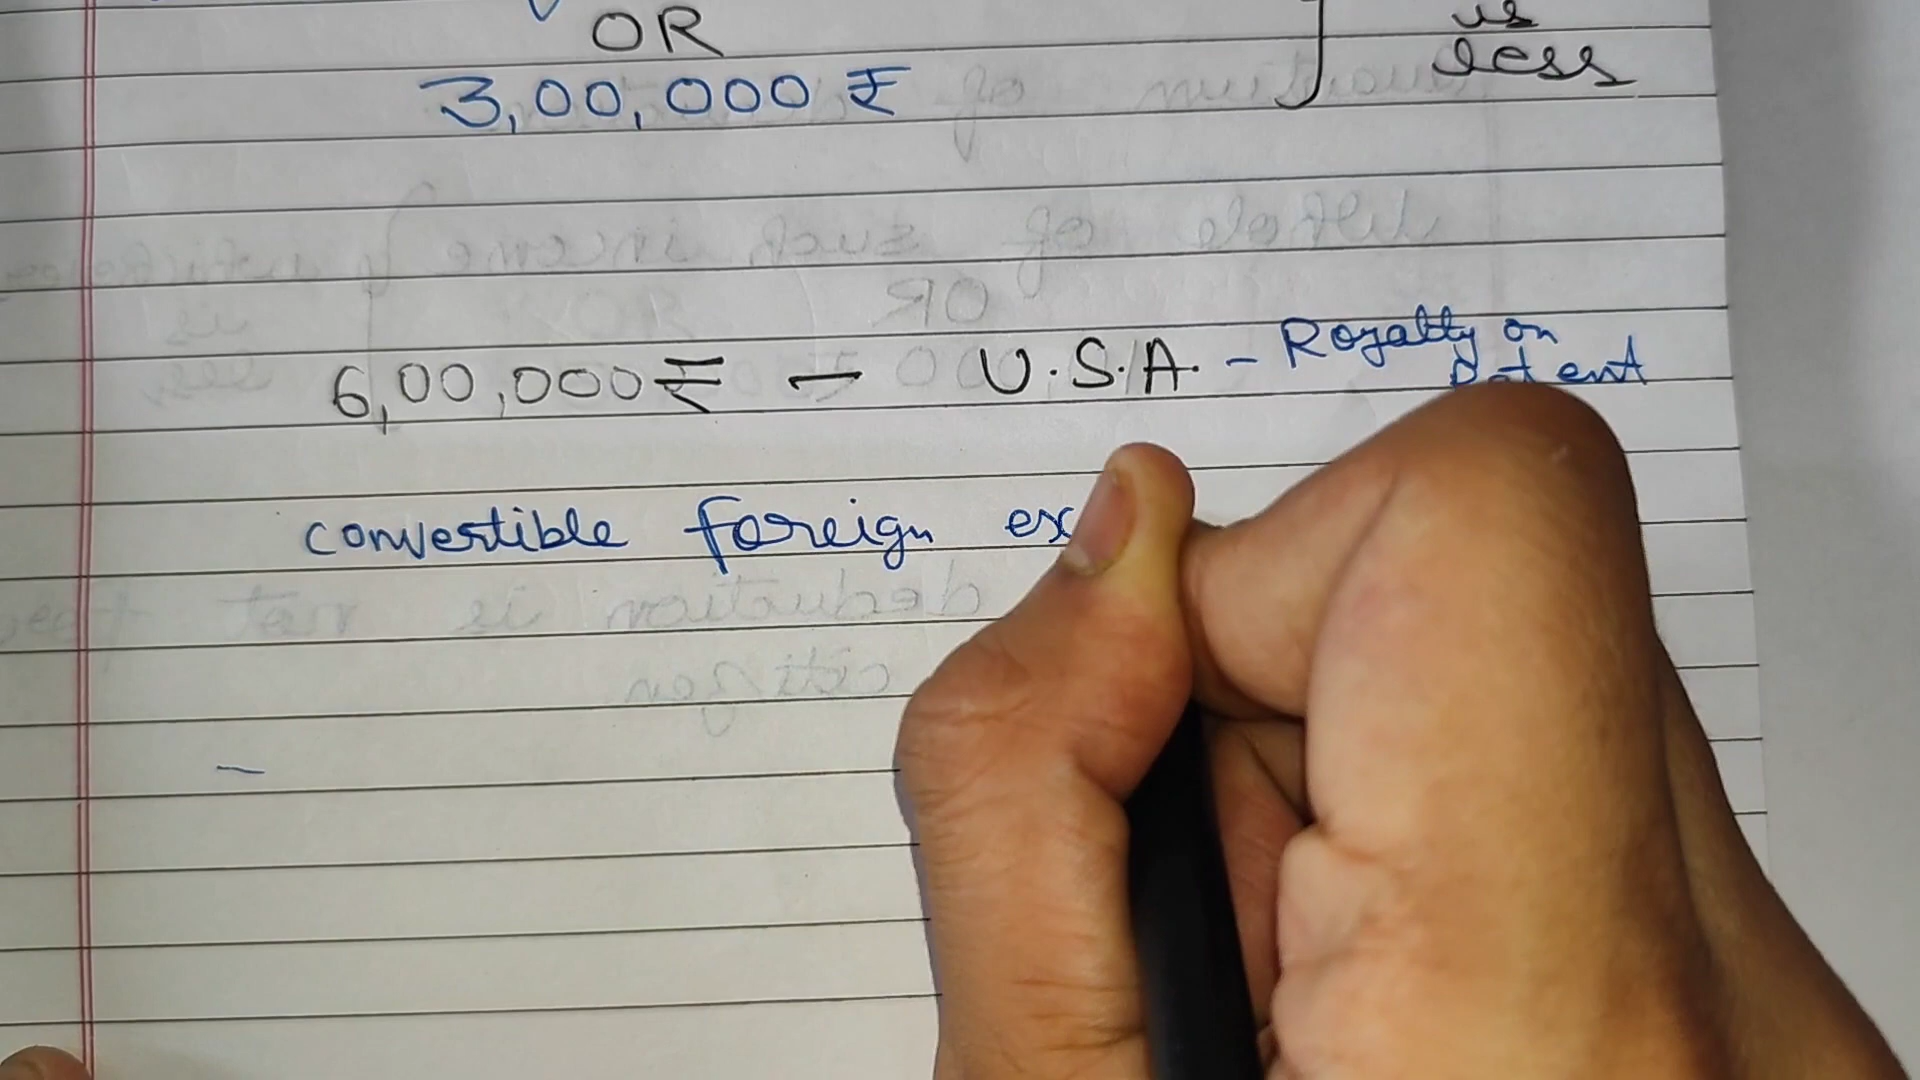 OR
is
less
3,00,000 ₹
6,00,000 ₹ — U.S.A. - Royalty on
Patent
convertible foreign ex